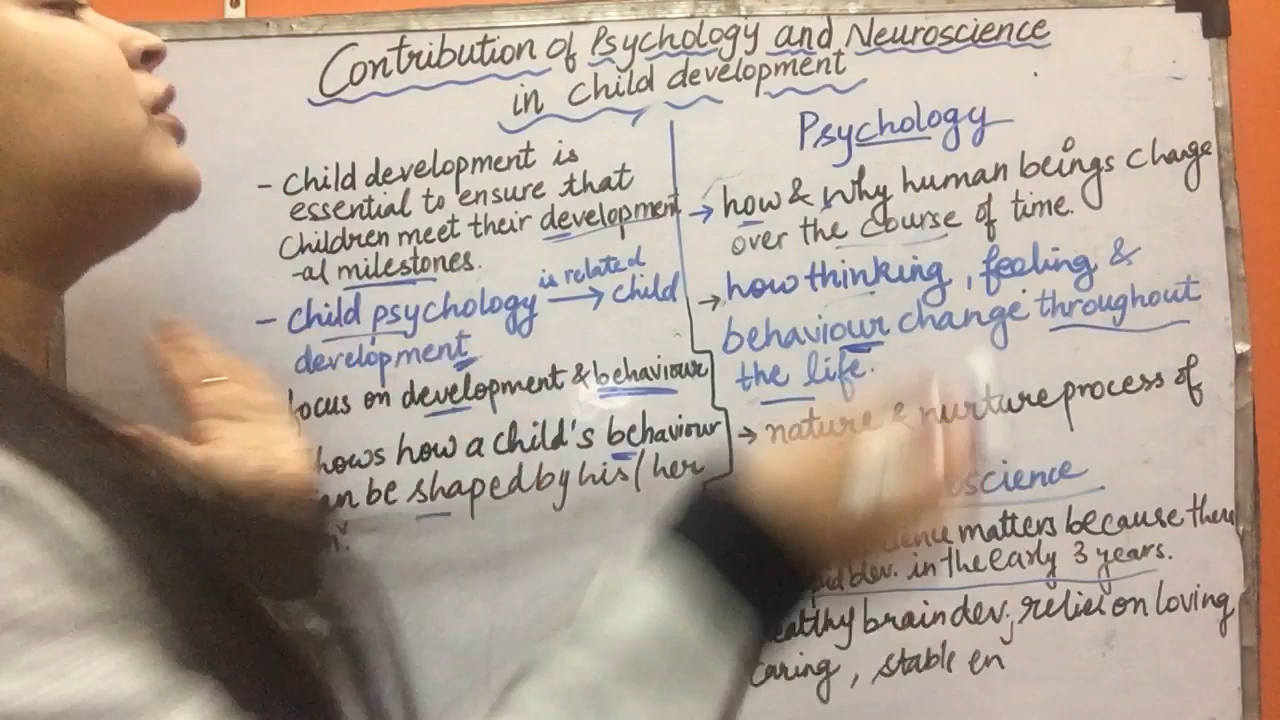 Contribution of Psychology and Neuroscience
in child development
- Child development is
essential to ensure that
children meet their development
-al milestones.
- child psychology is related → child
development
focus on development & behaviour
how a child's behaviour
be shaped by his/her
Psychology
→ how & why human beings change
over the course of time.
→ how thinking, feeling &
behaviour change throughout
the life.
→ nature & nurture process of
matters because there
dev. in the early 3 years.
brain dev. relies on loving
caring, stable en